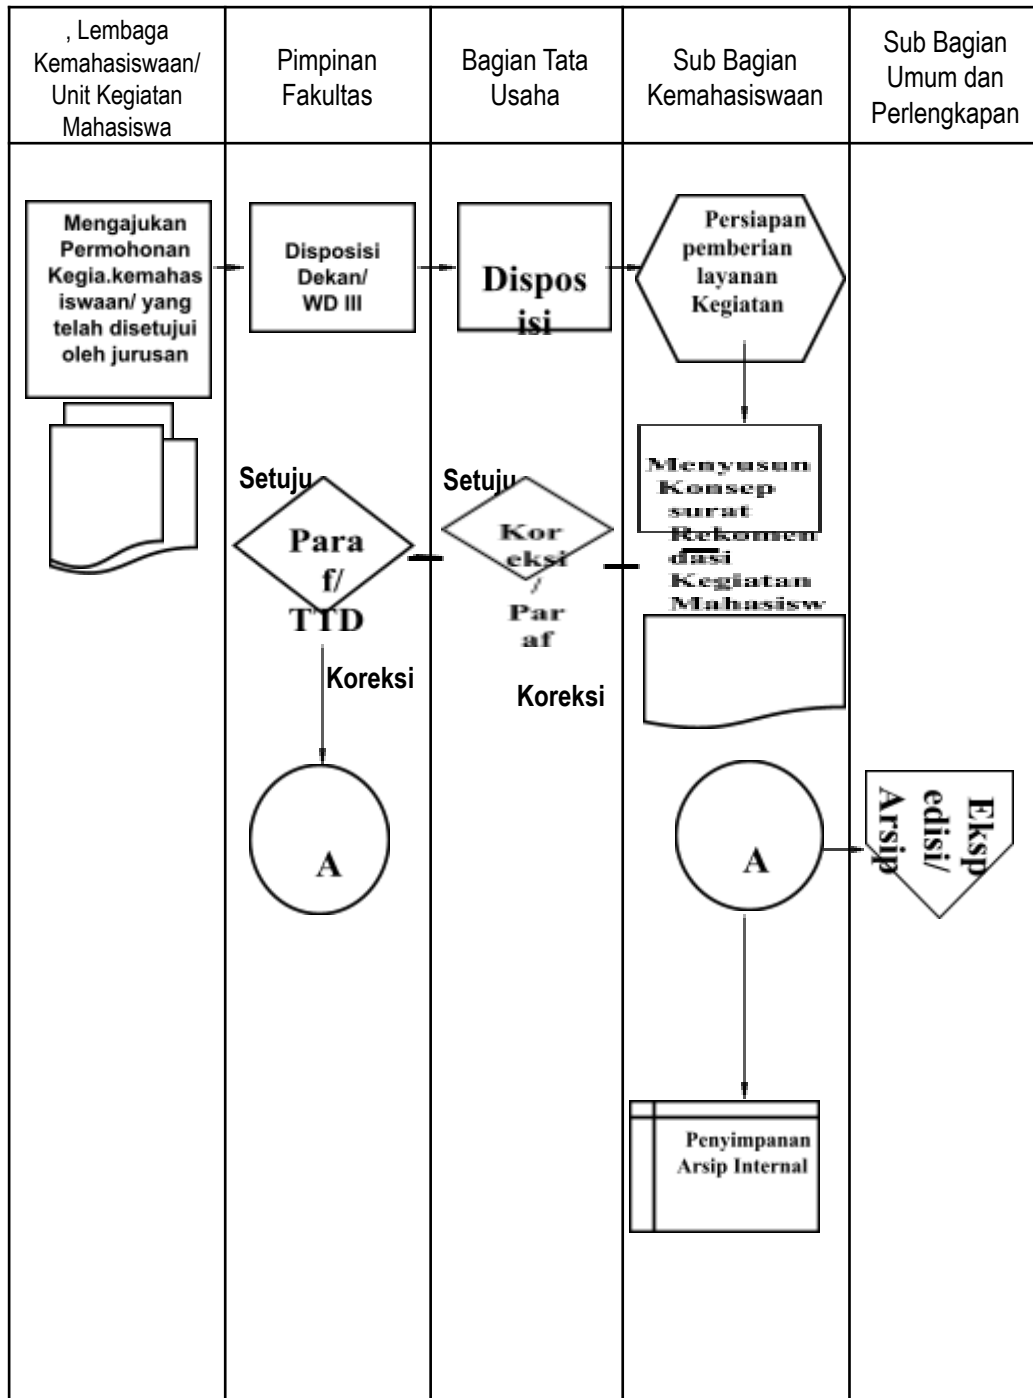 , Lembaga
Kemahasiswaan/
Unit Kegiatan
Mahasiswa
Pimpinan
Fakultas
Bagian Tata
Usaha
Sub Bagian
Kemahasiswaan
Sub Bagian
Umum dan
Perlengkapan
Mengajukan
Permohonan
Kegia.kemahas
iswaan/ yang
telah disetujui
oleh jurusan
Disposisi
Dekan/
WD III
Dispos
isi
Persiapan
pemberian
layanan
Kegiatan
Setuju
Para
f/
TTD
Koreksi
Setuju
Kor
eksi
/
Par
af
Koreksi
Menyusun
Konsep
surat
Rekomen
dasi
Kegiatan
Mahasisw
A
A
Eksp
edisi/
Arsip
Penyimpanan
Arsip Internal